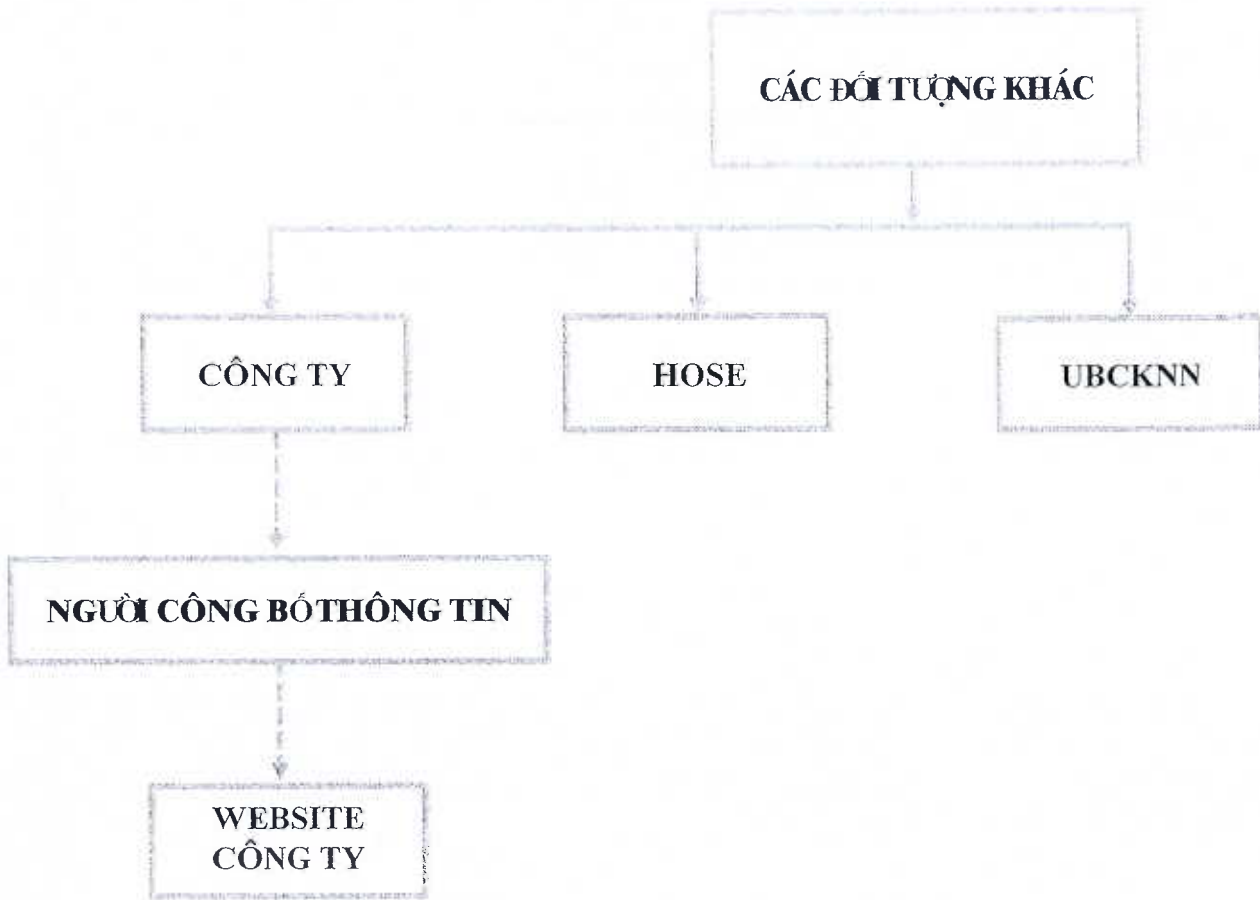 CÁC ĐỐI TƯỢNG KHÁC
CÔNG TY
HOSE
UBCKNN
NGƯỜI CÔNG BỐ THÔNG TIN
WEBSITE
CÔNG TY